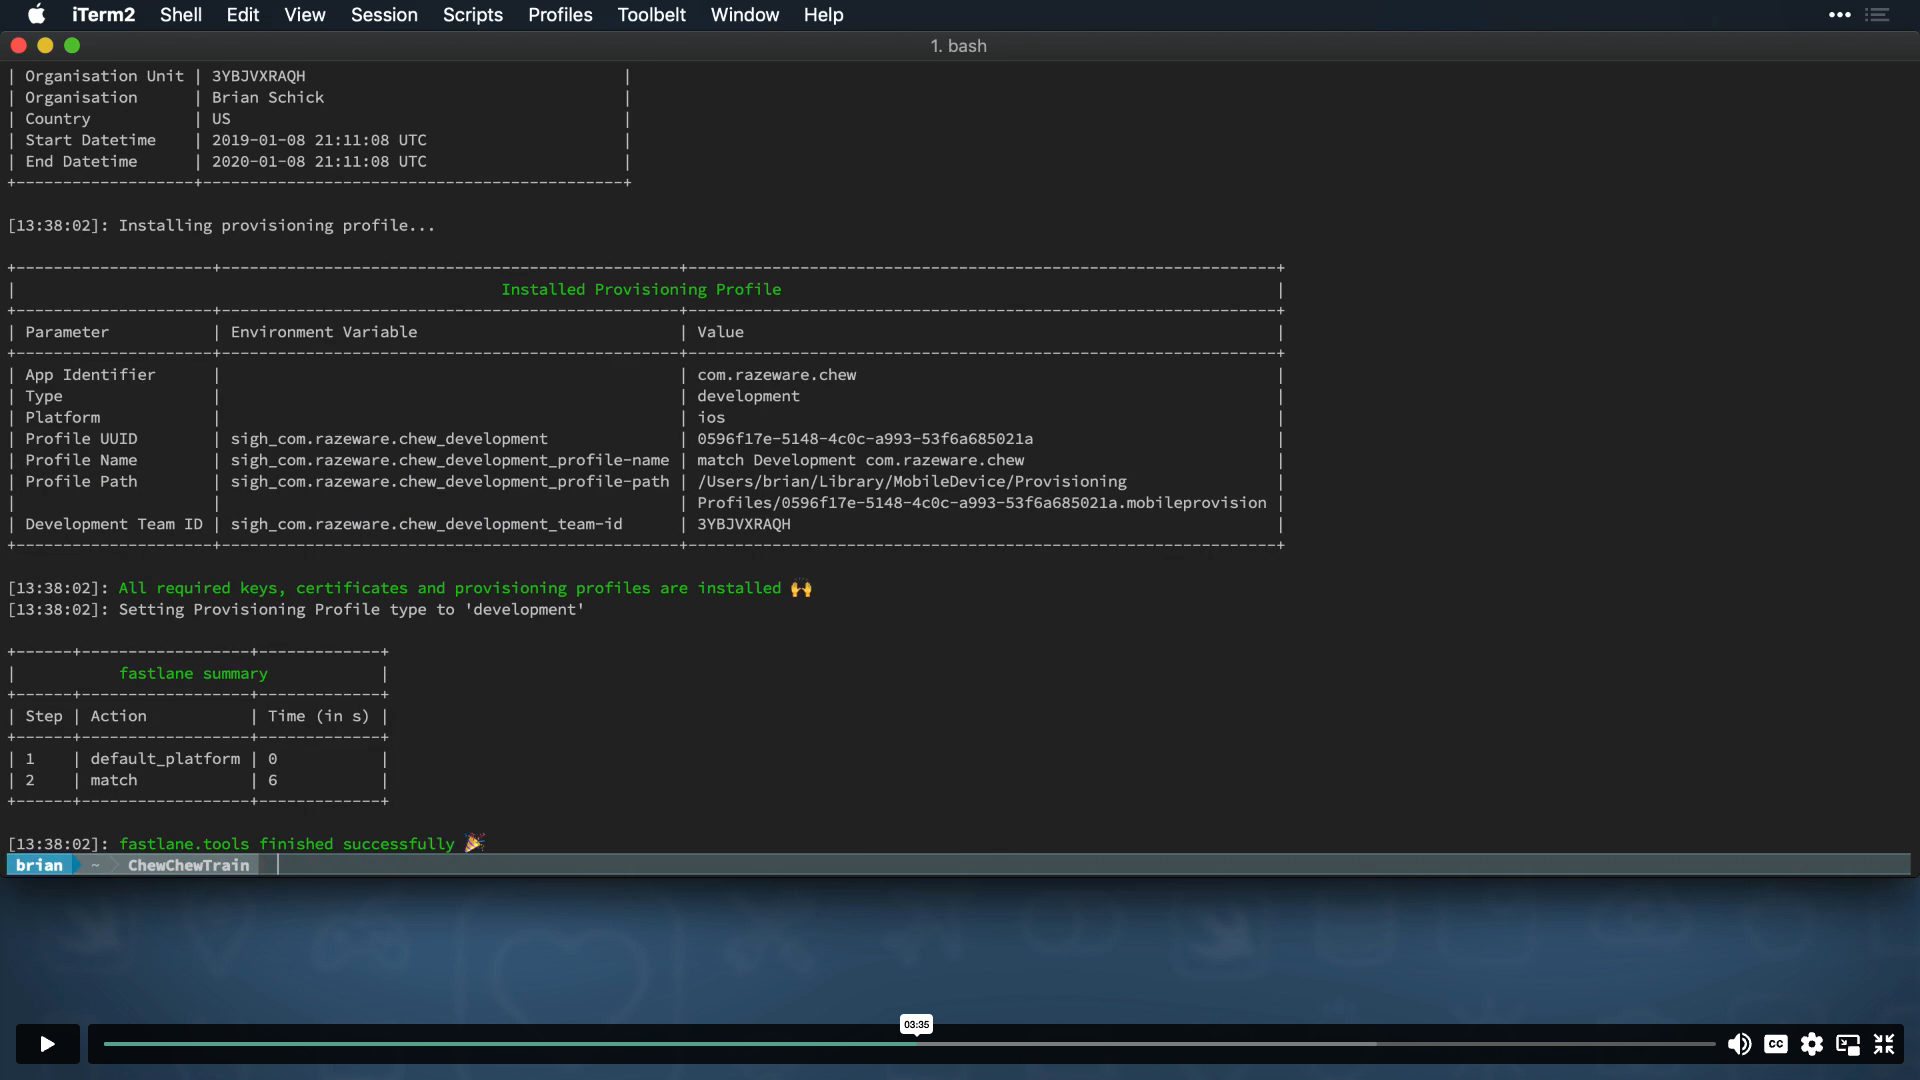 iTerm2 Shell Edit View Session Scripts Profiles Toolbelt Window Help
1. bash
| Organisation Unit | 3YBJVXRAQH |
| Organisation | Brian Schick |
| Country | US |
| Start Datetime | 2019-01-08 21:11:08 UTC |
| End Datetime | 2020-01-08 21:11:08 UTC |
[13:38:02]: Installing provisioning profile...
| Installed Provisioning Profile |
| Parameter | Environment Variable | Value |
| App Identifier | | com.razeware.chew |
| Type | | development |
| Platform | | ios |
| Profile UUID | sigh_com.razeware.chew_development | 0596f17e-5148-4c0c-a993-53f6a685021a |
| Profile Name | sigh_com.razeware.chew_development_profile-name | match Development com.razeware.chew |
| Profile Path | sigh_com.razeware.chew_development_profile-path | /Users/brian/Library/MobileDevice/Provisioning |
| | | Profiles/0596f17e-5148-4c0c-a993-53f6a685021a.mobileprovision |
| Development Team ID | sigh_com.razeware.chew_development_team-id | 3YBJVXRAQH |
[13:38:02]: All required keys, certificates and provisioning profiles are installed 🙌
[13:38:02]: Setting Provisioning Profile type to 'development'
| fastlane summary |
| Step | Action | Time (in s) |
| 1 | default_platform | 0 |
| 2 | match | 6 |
[13:38:02]: fastlane.tools finished successfully 🎉
brian ~ ChewChewTrain
03:35
CC